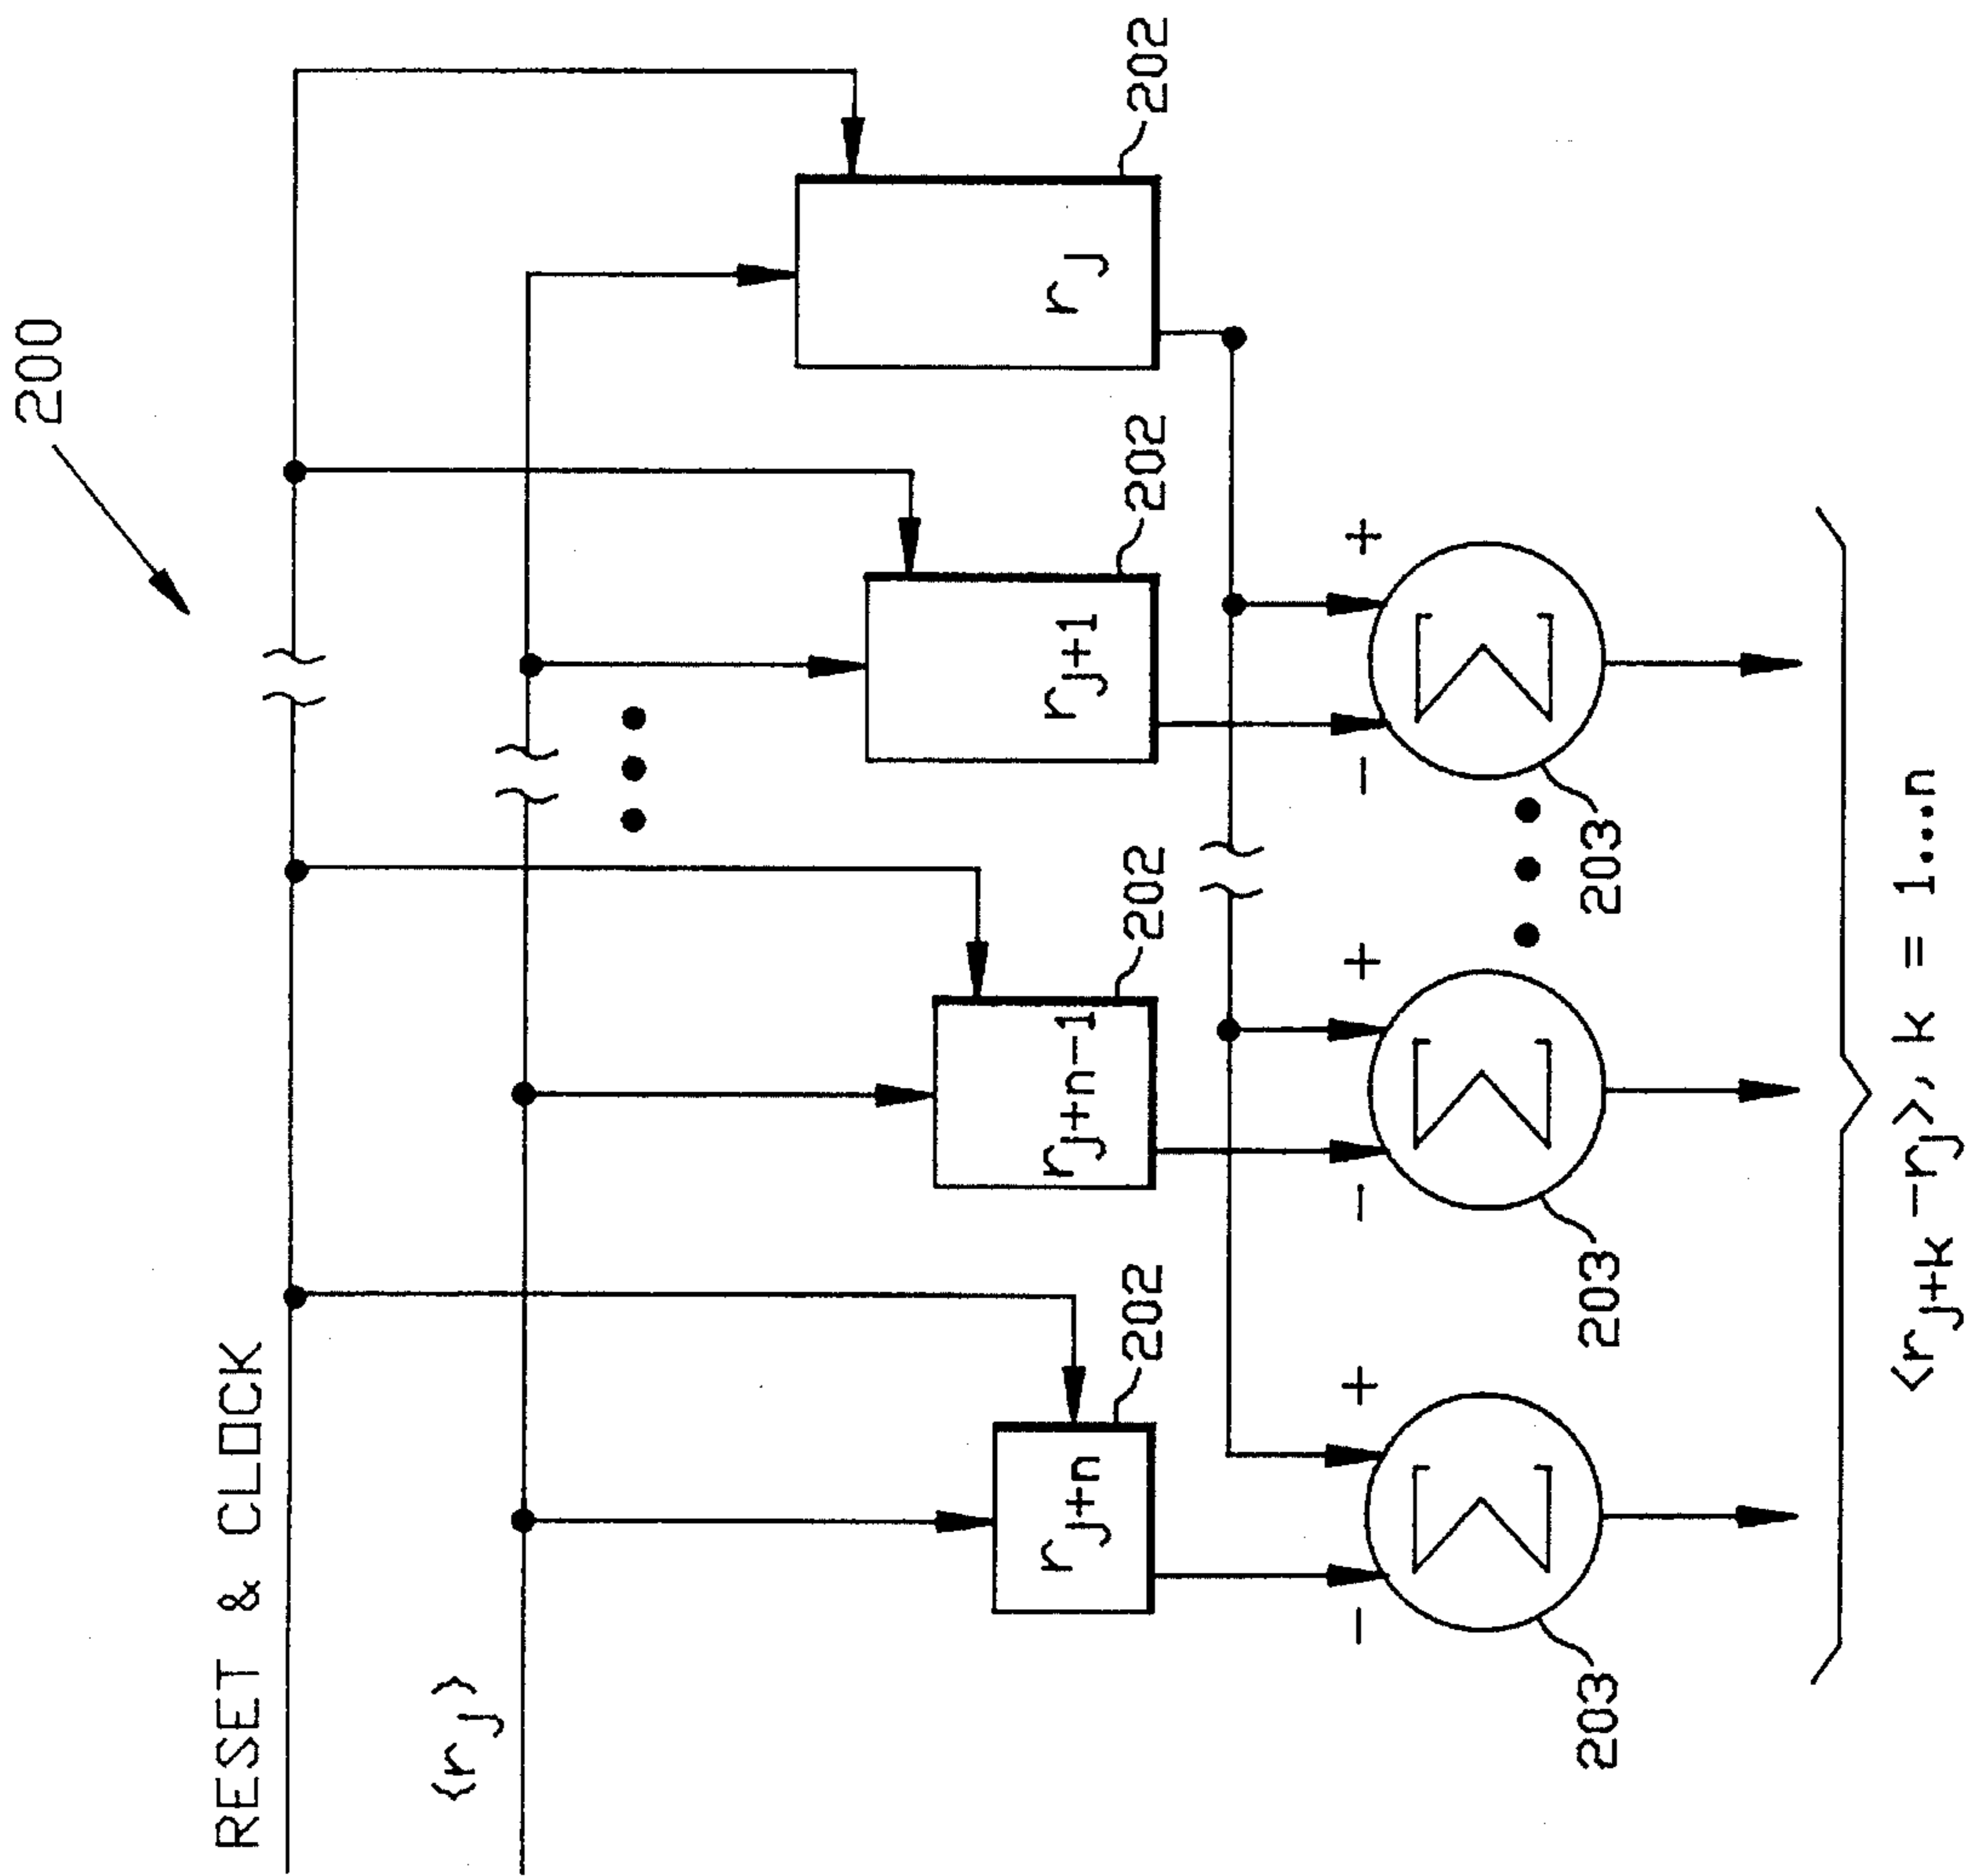 200
RESET & CLOCK
<r_j>
r_j
202
r_{j+1}
202
r_{j+n-1}
202
r_{j+n}
202
+
−
Σ
203
+
−
Σ
203
+
−
Σ
203
<r_{j+k} -r_j>, k = 1...n